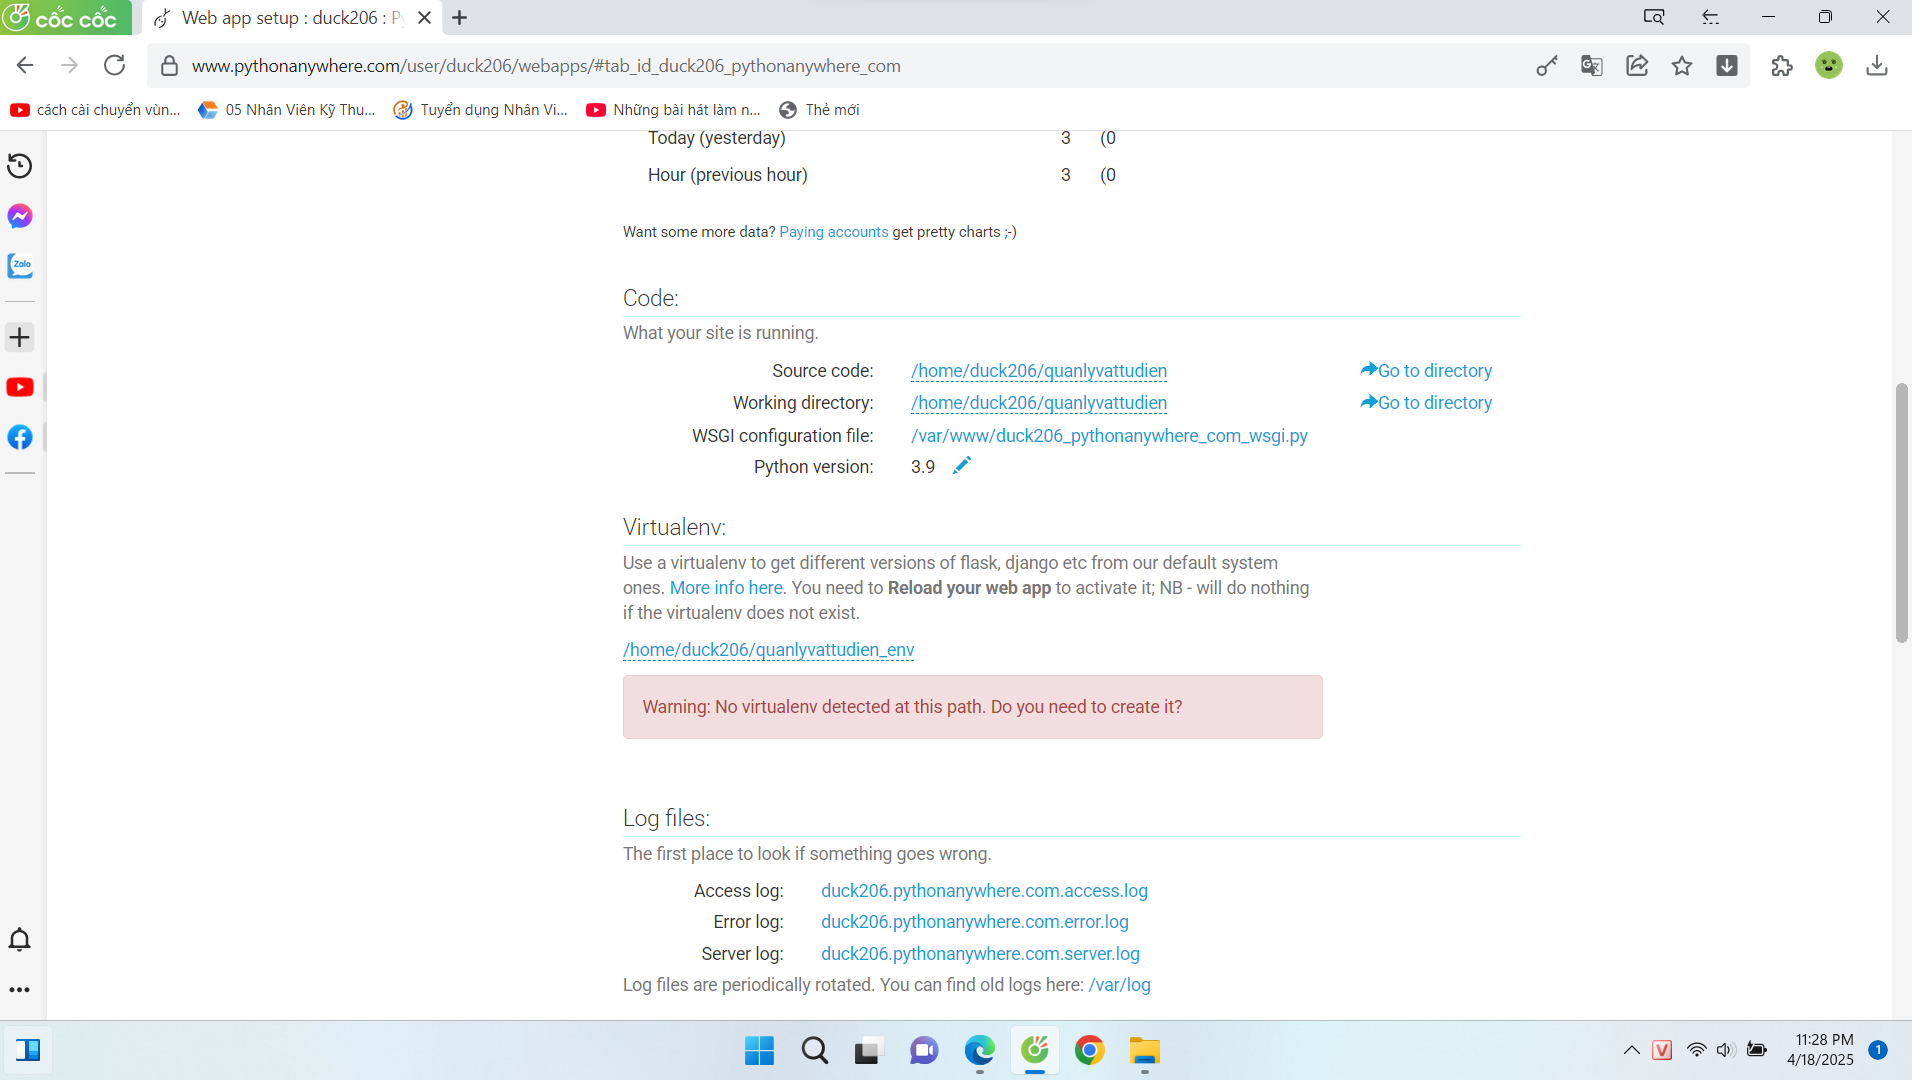 cốc cốc
Web app setup : duck206 : P
www.pythonanywhere.com/user/duck206/webapps/#tab_id_duck206_pythonanywhere_com
cách cài chuyển vùn...
05 Nhân Viên Kỹ Thu...
Tuyển dụng Nhân Vi...
Những bài hát làm n...
Thẻ mới
Today (yesterday) 3 (0
Hour (previous hour) 3 (0
Want some more data? Paying accounts get pretty charts ;-)
Zalo
Code:
What your site is running.
Source code: /home/duck206/quanlyvattudien Go to directory
Working directory: /home/duck206/quanlyvattudien Go to directory
WSGI configuration file: /var/www/duck206_pythonanywhere_com_wsgi.py
Python version: 3.9
Virtualenv:
Use a virtualenv to get different versions of flask, django etc from our default system
ones. More info here. You need to Reload your web app to activate it; NB - will do nothing
if the virtualenv does not exist.
/home/duck206/quanlyvattudien_env
Warning: No virtualenv detected at this path. Do you need to create it?
Log files:
The first place to look if something goes wrong.
Access log: duck206.pythonanywhere.com.access.log
Error log: duck206.pythonanywhere.com.error.log
Server log: duck206.pythonanywhere.com.server.log
Log files are periodically rotated. You can find old logs here: /var/log
V
11:28 PM
4/18/2025
1